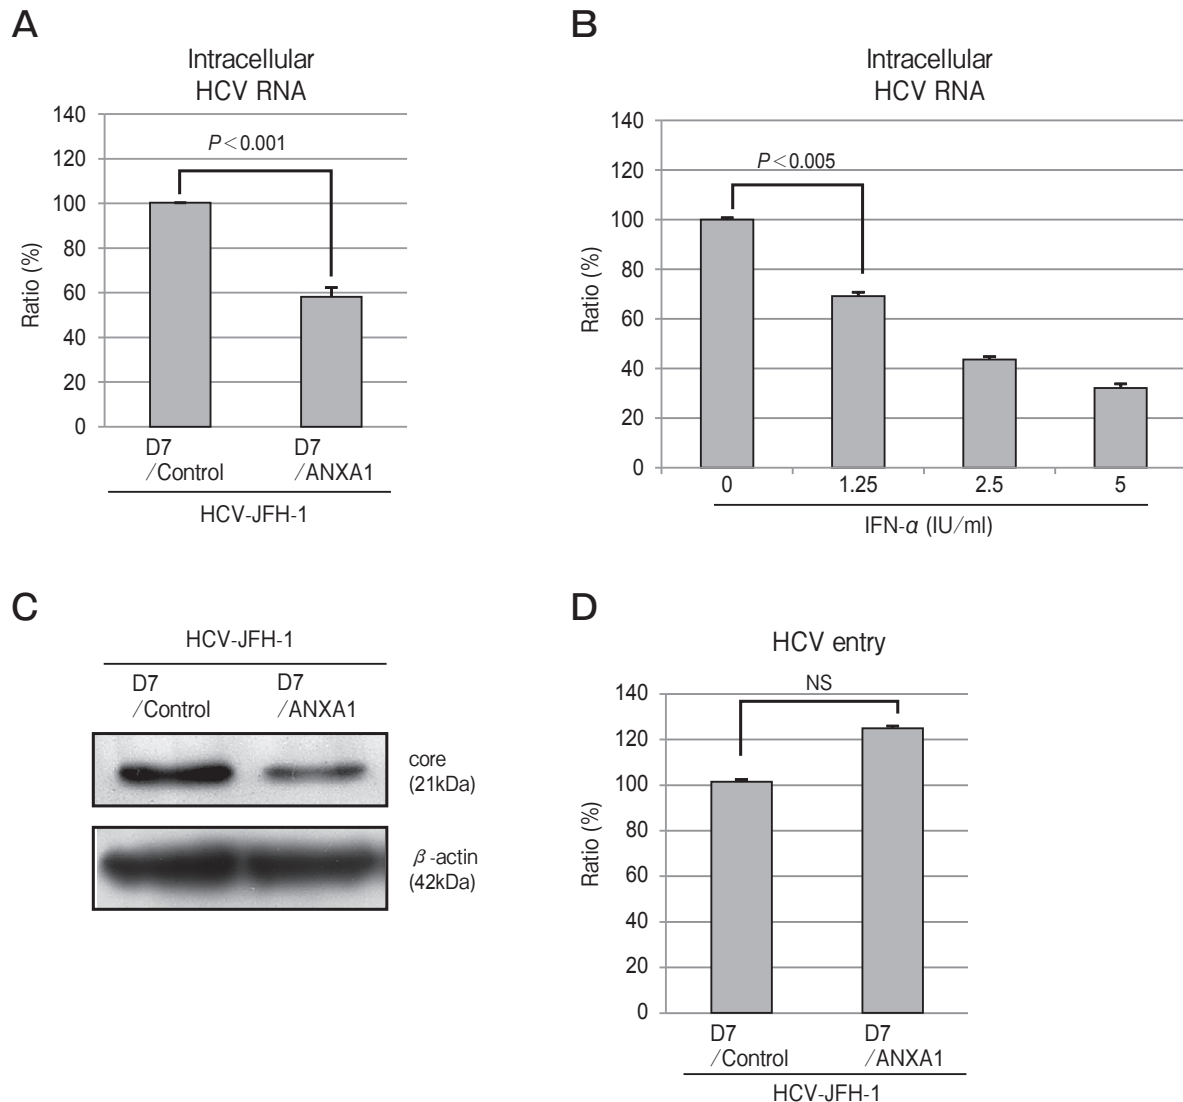 A
Intracellular
HCV RNA
140
120
100
80
60
40
20
0
Ratio (%)
P<0.001
D7
/Control
D7
/ANXA1
HCV-JFH-1
B
Intracellular
HCV RNA
140
120
100
80
60
40
20
0
Ratio (%)
P<0.005
0 1.25 2.5 5
IFN-α (IU/ml)
C
HCV-JFH-1
D7
/Control
D7
/ANXA1
core
(21kDa)
β-actin
(42kDa)
D
HCV entry
140
120
100
80
60
40
20
0
Ratio (%)
NS
D7
/Control
D7
/ANXA1
HCV-JFH-1